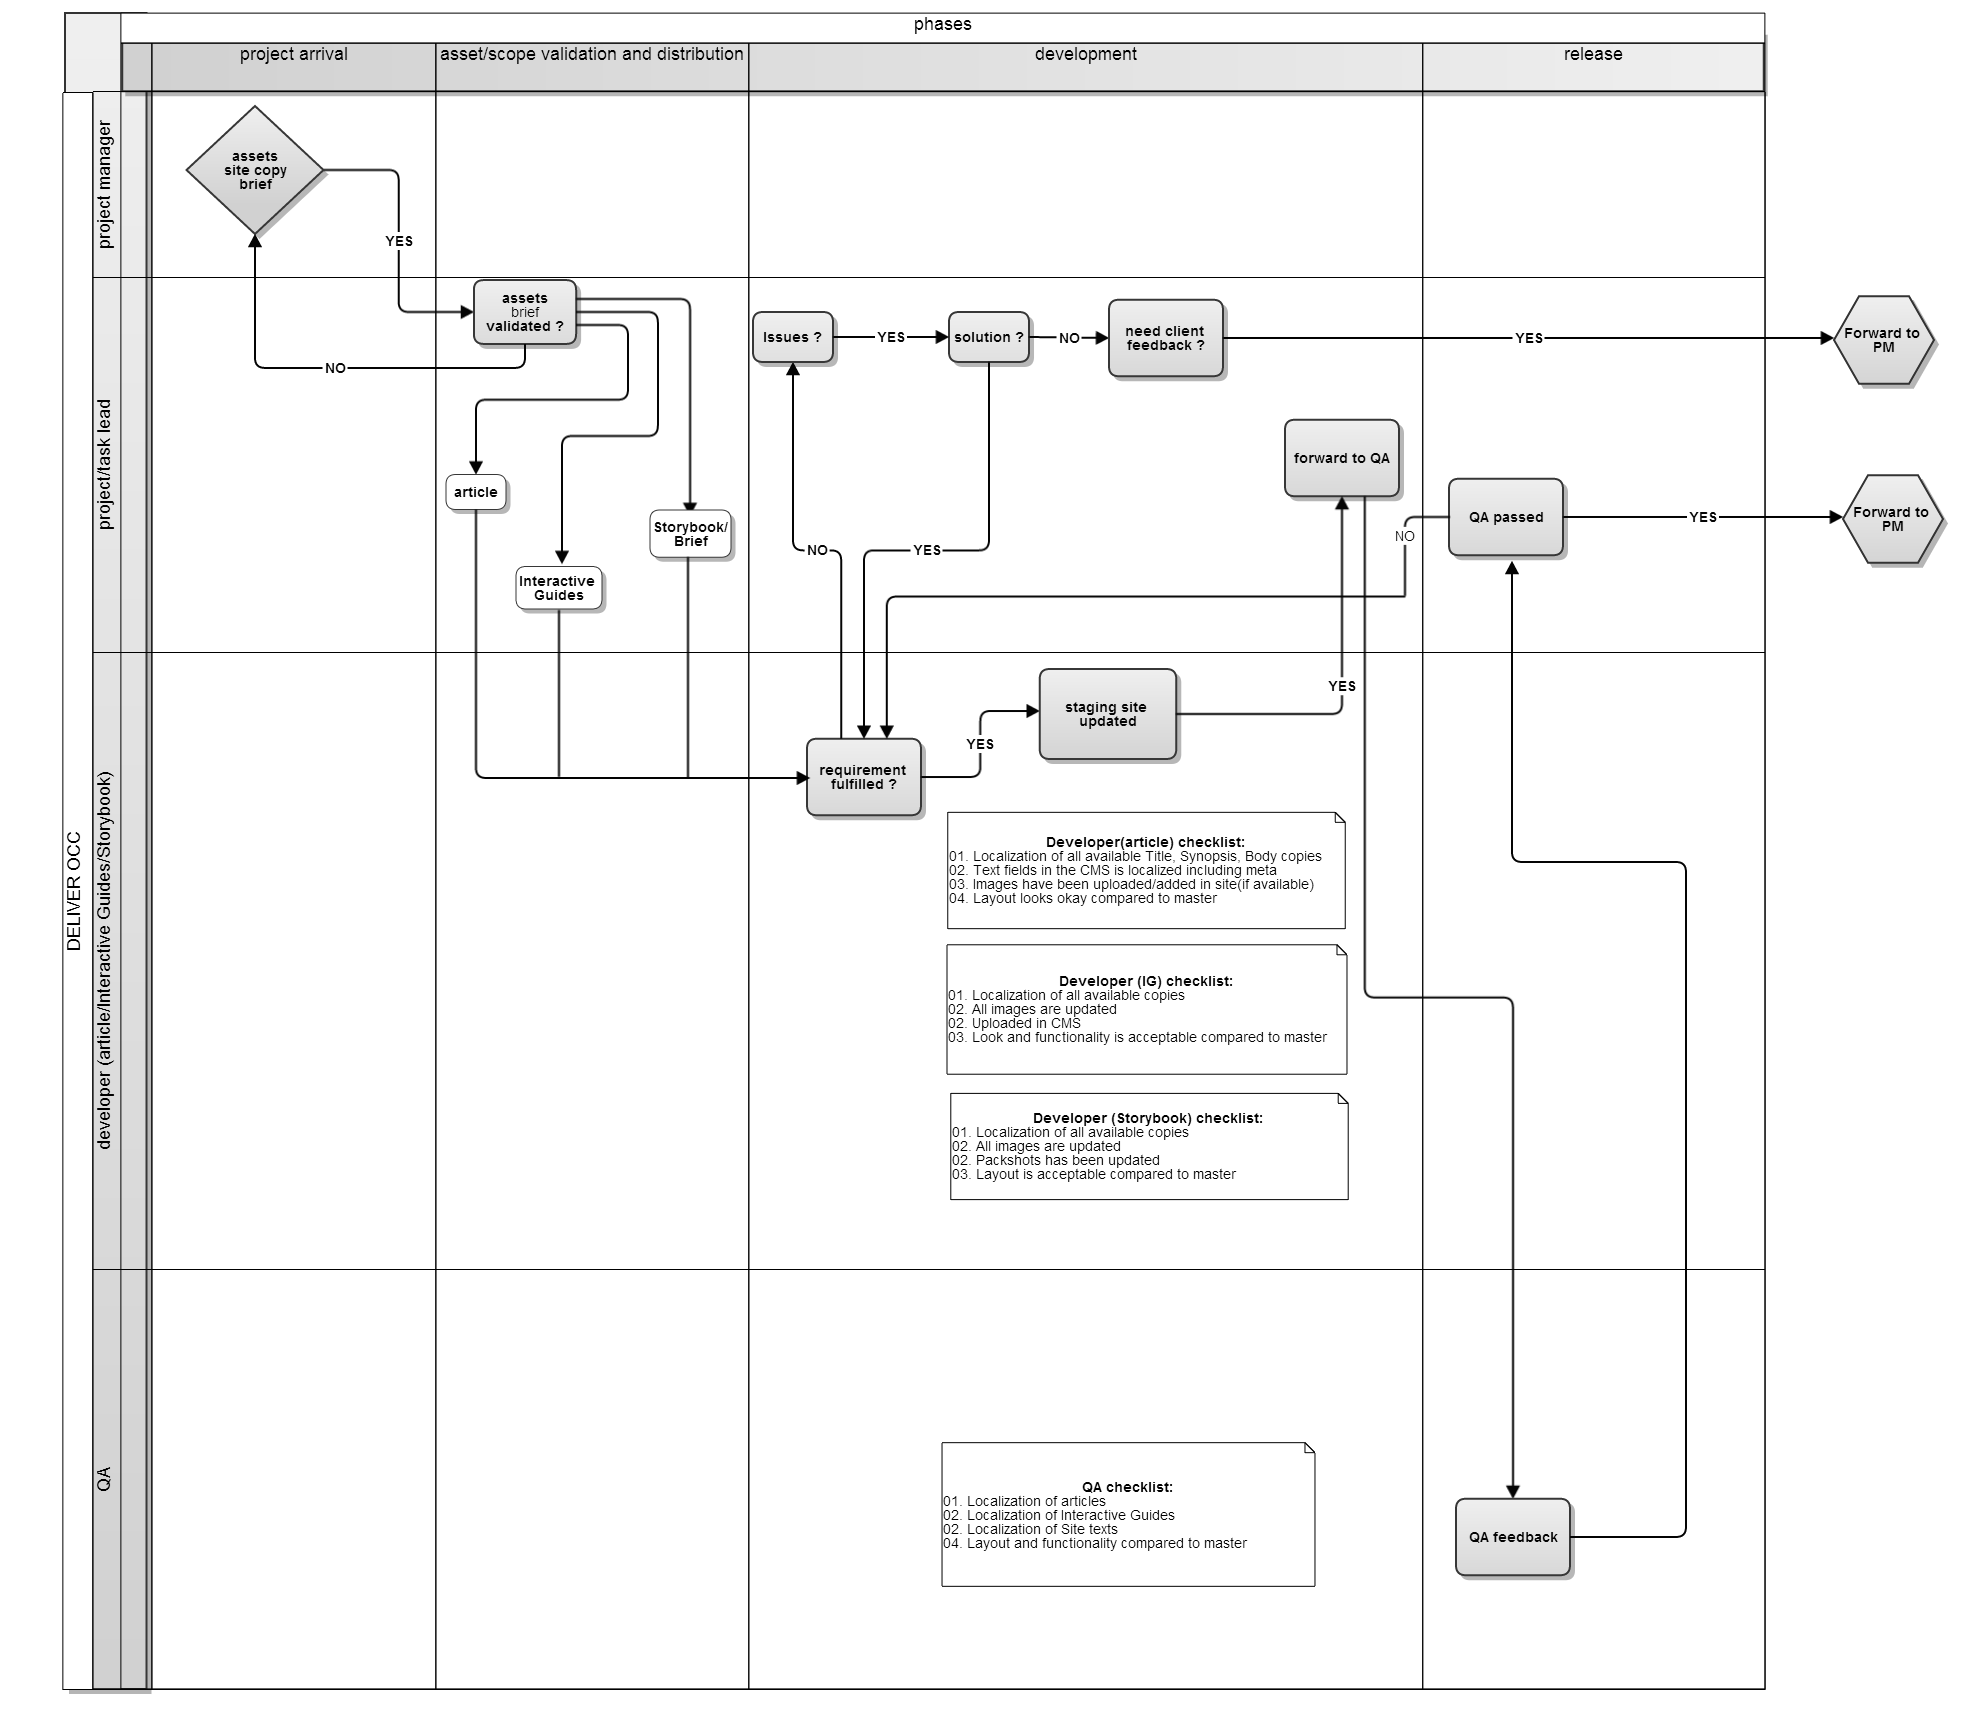 phases
project arrival
asset/scope validation and distribution
development
release
DELIVER OCC
project manager
assets
site copy
brief
YES
NO
project/task lead
assets
brief
validated ?
article
Interactive
Guides
Storybook/
Brief
Issues ?
YES
solution ?
NO
need client
feedback ?
YES
Forward to
PM
NO
YES
forward to QA
NO
QA passed
YES
Forward to
PM
developer (article/Interactive Guides/Storybook)
requirement
fulfilled ?
YES
staging site
updated
YES
Developer(article) checklist:
01. Localization of all available Title, Synopsis, Body copies
02. Text fields in the CMS is localized including meta
03. Images have been uploaded/added in site(if available)
04. Layout looks okay compared to master
Developer (IG) checklist:
01. Localization of all available copies
02. All images are updated
02. Uploaded in CMS
03. Look and functionality is acceptable compared to master
Developer (Storybook) checklist:
01. Localization of all available copies
02. All images are updated
02. Packshots has been updated
03. Layout is acceptable compared to master
QA
QA checklist:
01. Localization of articles
02. Localization of Interactive Guides
02. Localization of Site texts
04. Layout and functionality compared to master
QA feedback